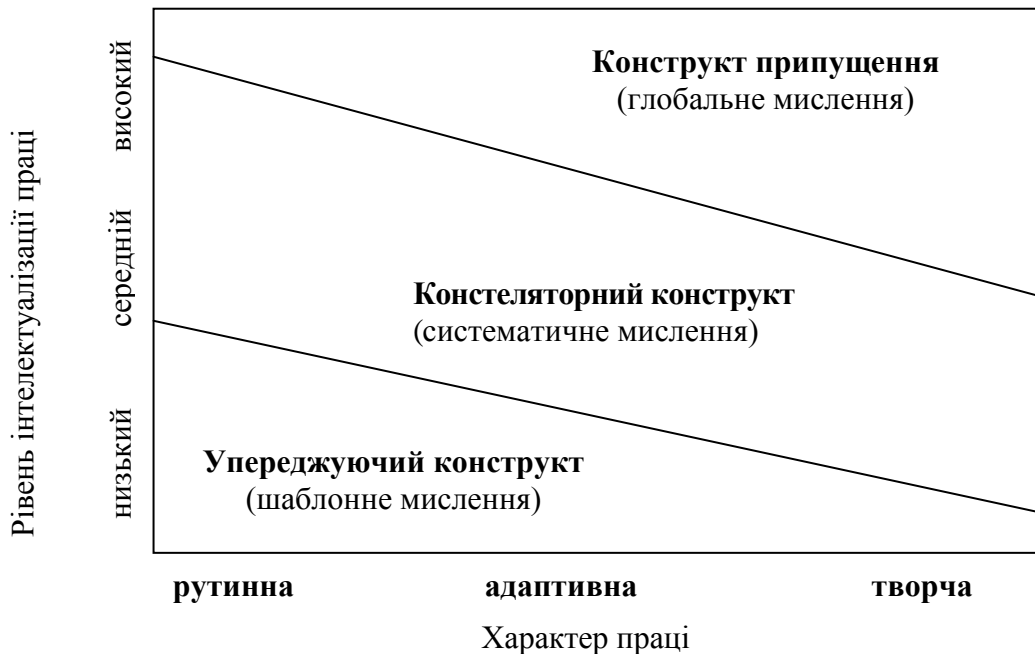 Рівень інтелектуалізації праці
високий
середній
низький
Конструкт припущення
(глобальне мислення)
Констеляторний конструкт
(систематичне мислення)
Упереджуючий конструкт
(шаблонне мислення)
рутинна адаптивна творча
Характер праці